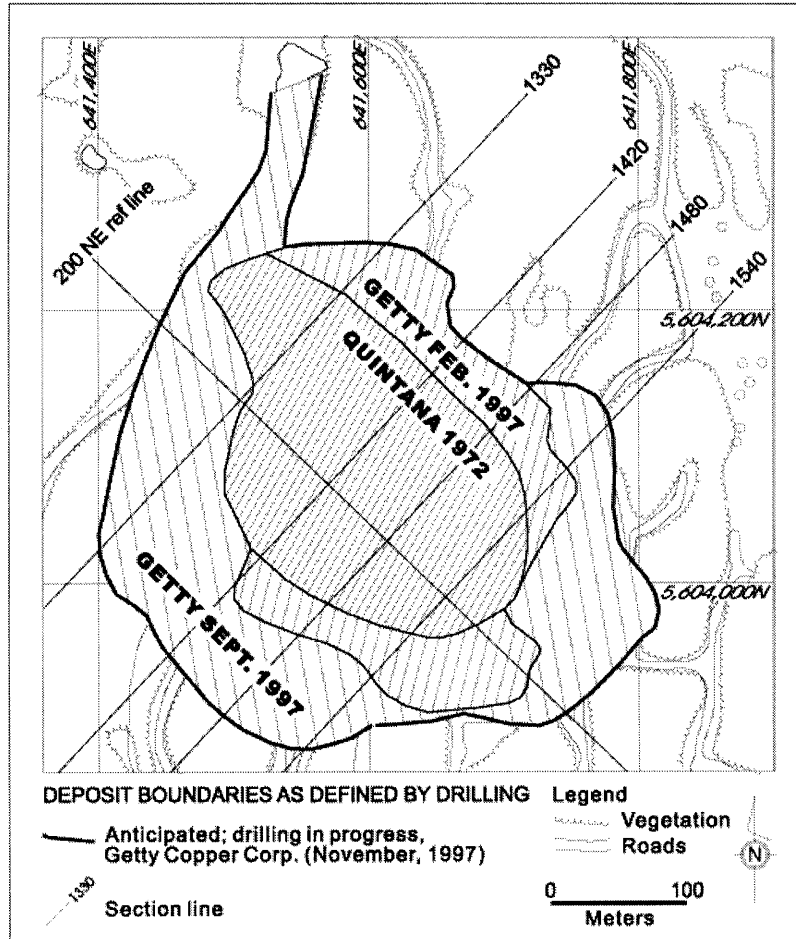 641,400E
641,600E
641,800E
1330
1420
1480
1540
200 NE ref line
5,604,200N
GETTY FEB. 1997
QUINTANA 1972
5,604,000N
GETTY SEPT. 1997
DEPOSIT BOUNDARIES AS DEFINED BY DRILLING
Anticipated; drilling in progress,
Getty Copper Corp. (November, 1997)
1330
Section line
Legend
Vegetation
Roads
N
0 100
Meters